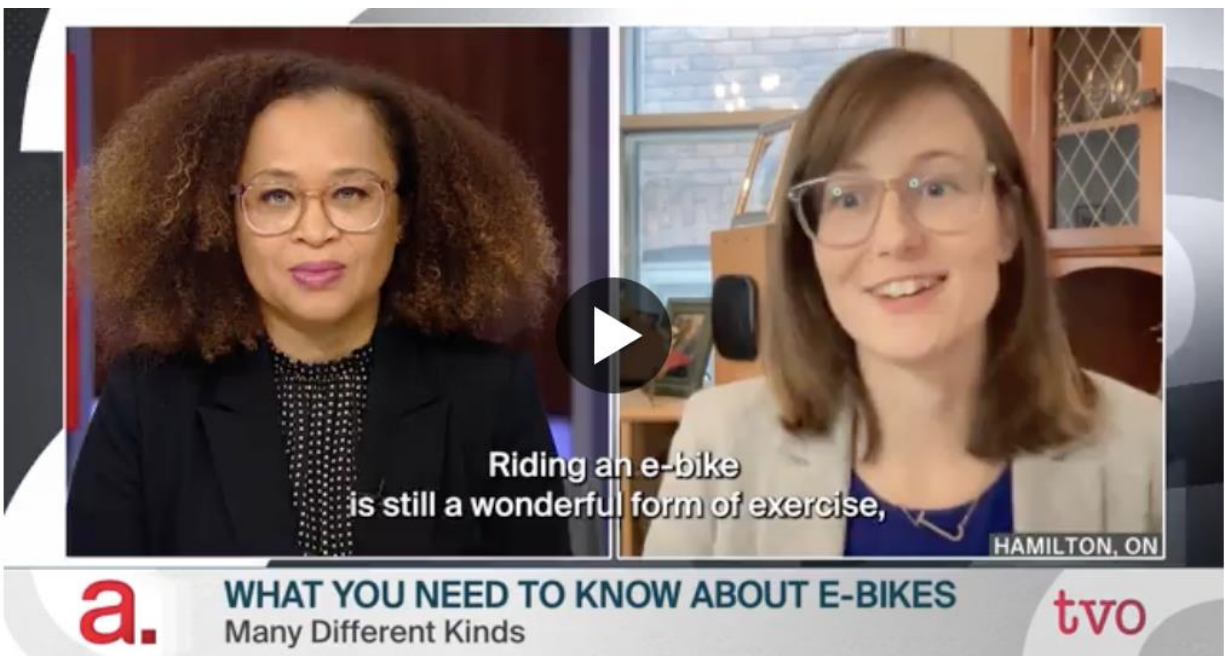 Riding an e-bike
is still a wonderful form of exercise,
HAMILTON, ON
a.
WHAT YOU NEED TO KNOW ABOUT E-BIKES
Many Different Kinds
tvo